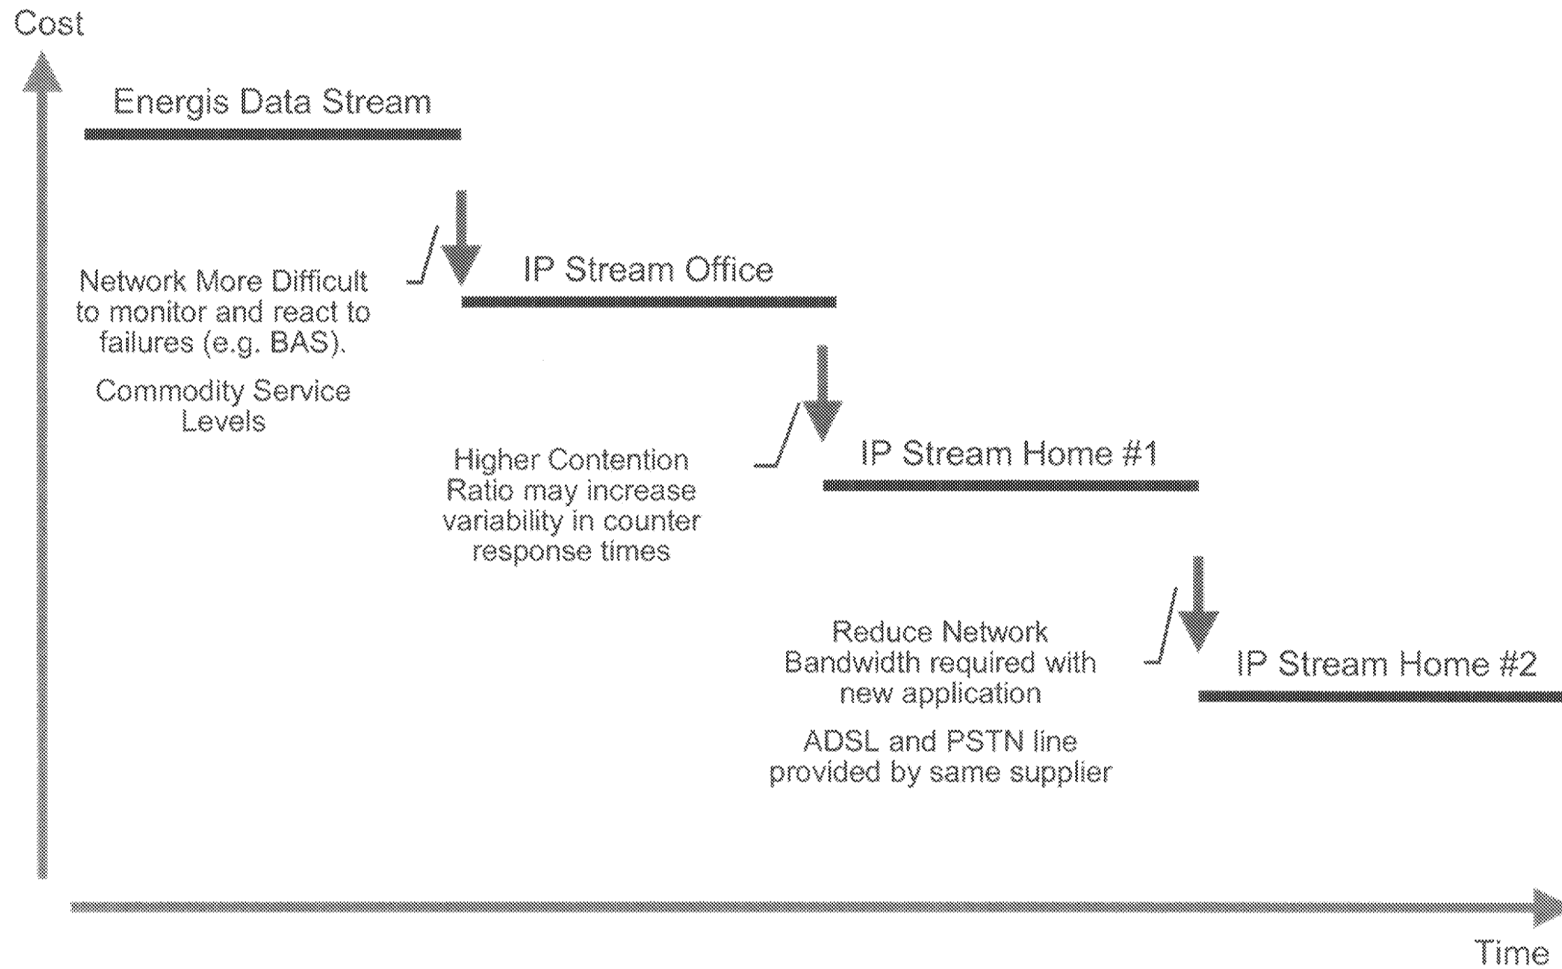 Cost
Energis Data Stream
Network More Difficult
to monitor and react to
failures (e.g. BAS).
Commodity Service
Levels
IP Stream Office
Higher Contention
Ratio may increase
variability in counter
response times
IP Stream Home #1
Reduce Network
Bandwidth required with
new application
ADSL and PSTN line
provided by same supplier
IP Stream Home #2
Time